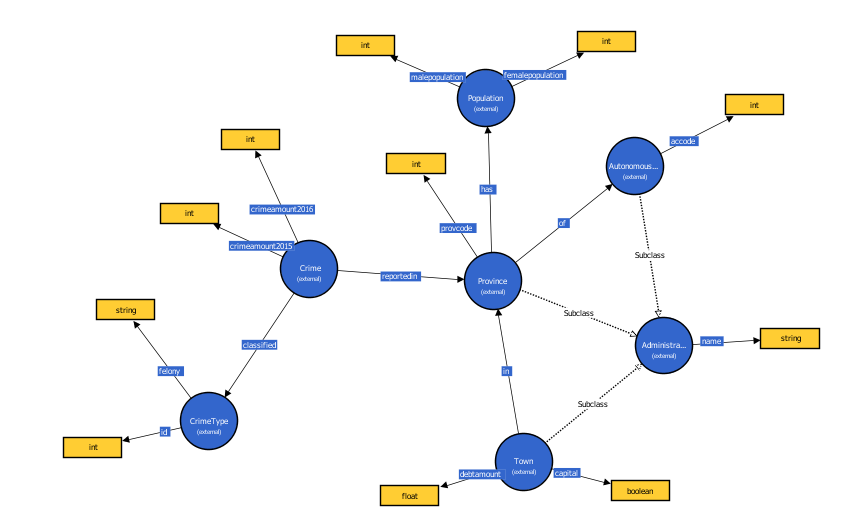 int
int
malepopulation
femalepopulation
Population
(external)
int
accode
int
int
Autonomous...
(external)
has
int
crimeamount2016
provcode
of
crimeamount2015
Subclass
Crime
(external)
reportedin
Province
(external)
string
Subclass
classified
Administra...
(external)
name
string
felony
in
Subclass
CrimeType
(external)
id
int
Town
(external)
debtamount
capital
float
boolean